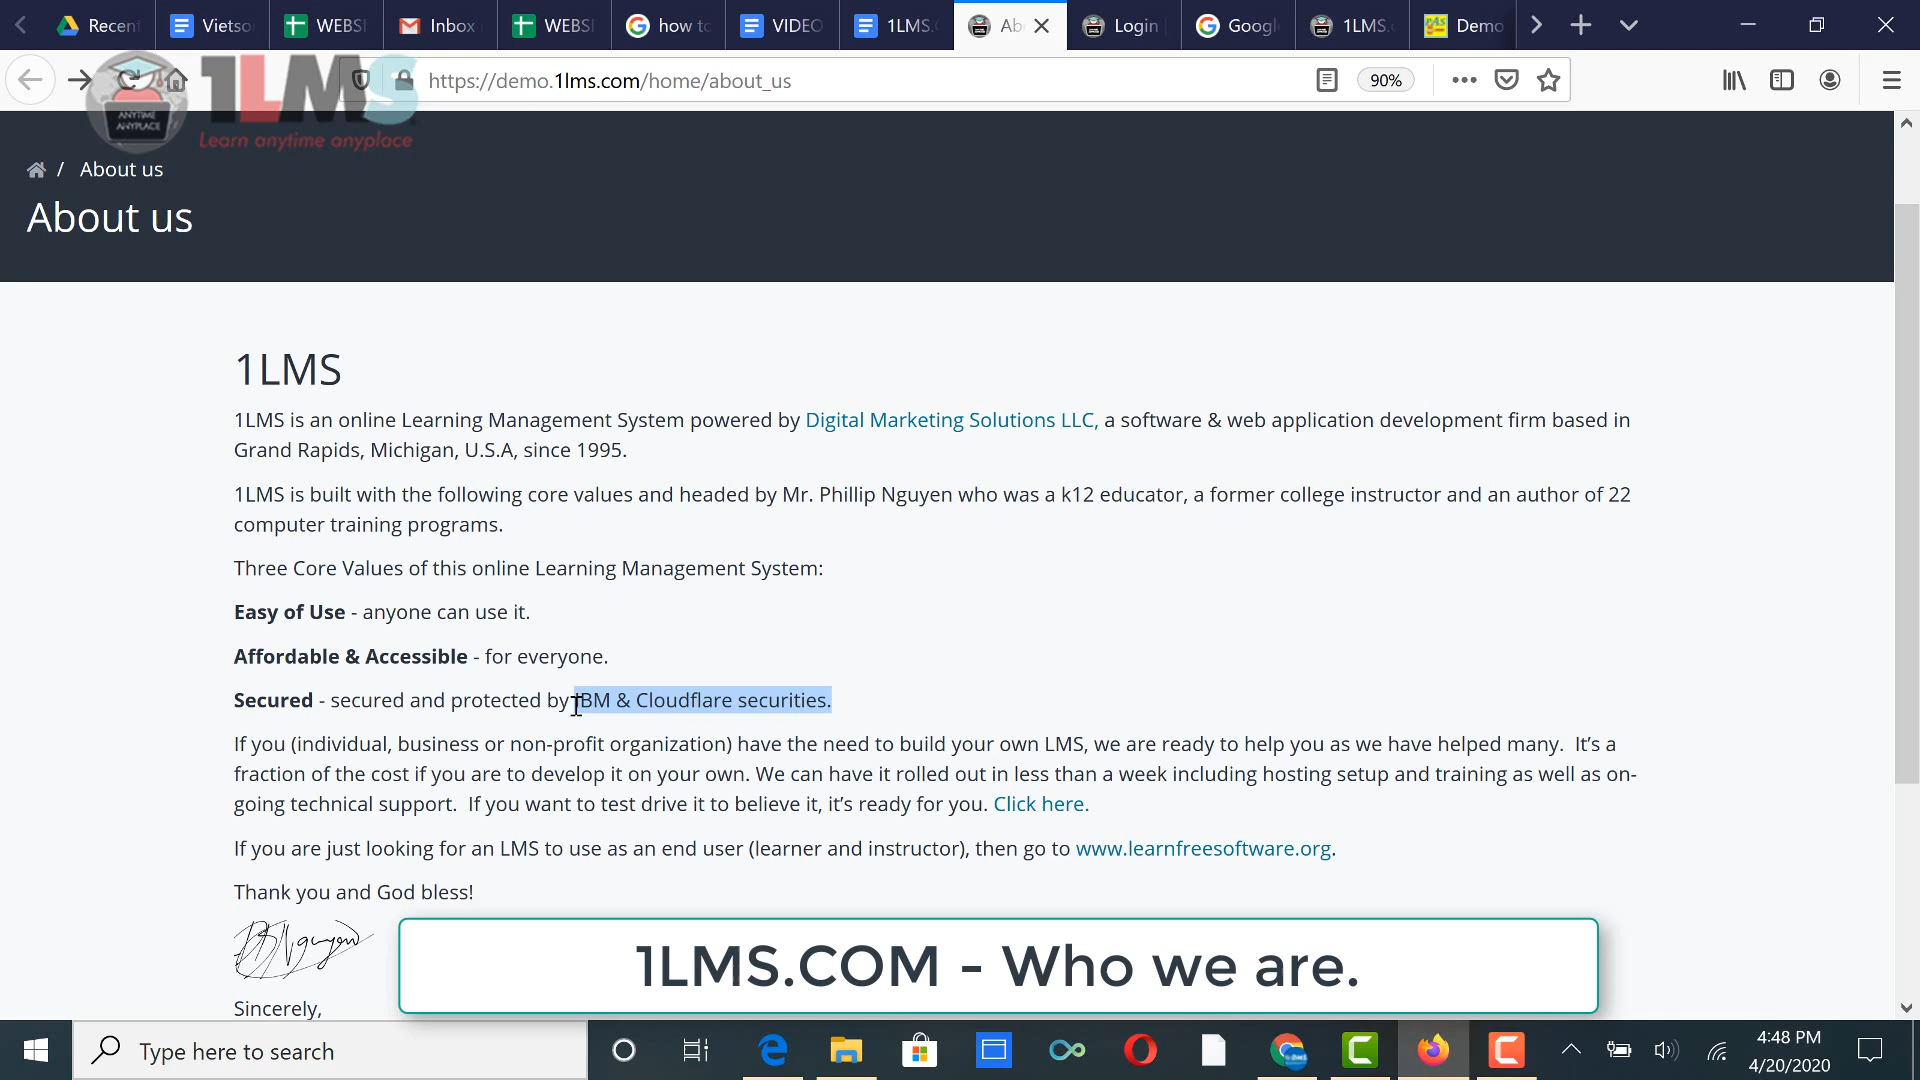 Recent
Vietso
WEBSI
Inbox
WEBSI
how to
VIDEO
1LMS.
Ab
Login
Googl
1LMS.c
Demo
https://demo.1lms.com/home/about_us
90%
ANYTIME
ANYPLACE
1LMS
Learn anytime anyplace
/ About us
About us
1LMS
1LMS is an online Learning Management System powered by Digital Marketing Solutions LLC, a software & web application development firm based in
Grand Rapids, Michigan, U.S.A, since 1995.
1LMS is built with the following core values and headed by Mr. Phillip Nguyen who was a k12 educator, a former college instructor and an author of 22
computer training programs.
Three Core Values of this online Learning Management System:
Easy of Use - anyone can use it.
Affordable & Accessible - for everyone.
Secured - secured and protected by IBM & Cloudflare securities.
If you (individual, business or non-profit organization) have the need to build your own LMS, we are ready to help you as we have helped many.  It's a
fraction of the cost if you are to develop it on your own. We can have it rolled out in less than a week including hosting setup and training as well as on-
going technical support.  If you want to test drive it to believe it, it's ready for you. Click here.
If you are just looking for an LMS to use as an end user (learner and instructor), then go to www.learnfreesoftware.org.
Thank you and God bless!
Sincerely,
1LMS.COM - Who we are.
Type here to search
4:48 PM
4/20/2020